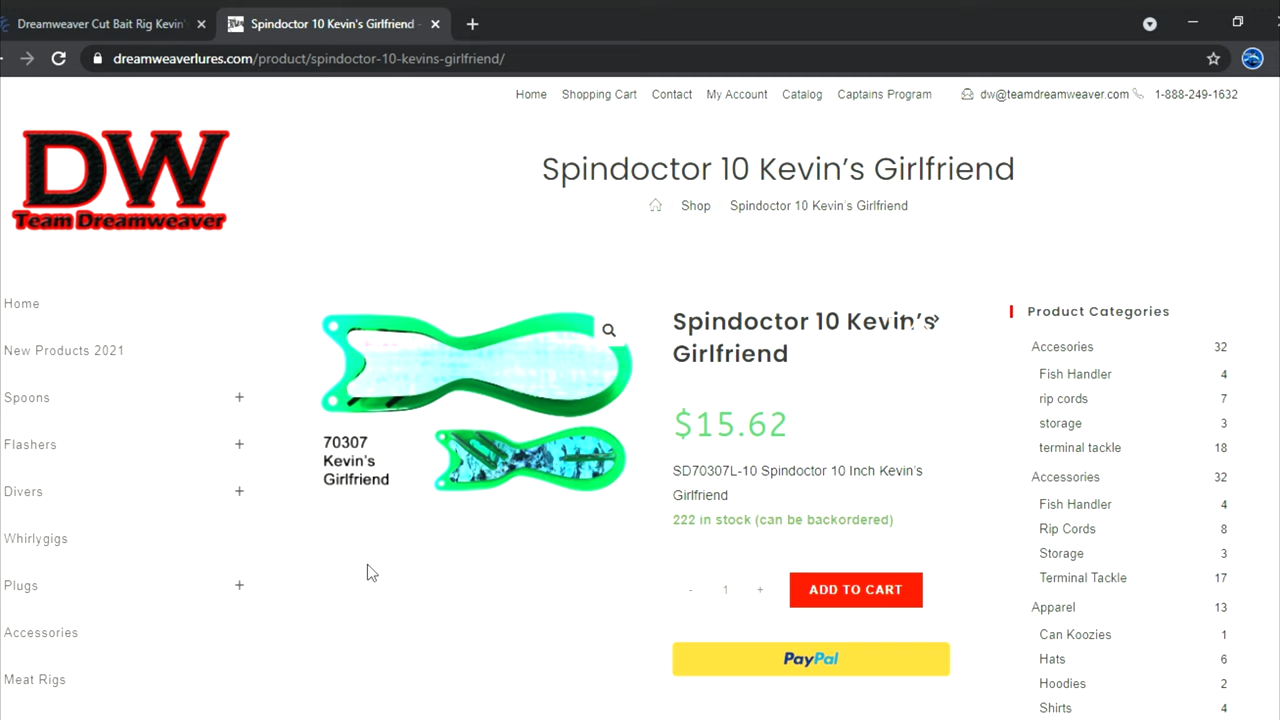 Dreamweaver Cut Bait Rig Kevin'
Spindoctor 10 Kevin's Girlfriend -
dreamweaverlures.com/product/spindoctor-10-kevins-girlfriend/
Home Shopping Cart Contact My Account Catalog Captains Program dw@teamdreamweaver.com 1-888-249-1632
DW
Team Dreamweaver
Spindoctor 10 Kevin’s Girlfriend
Shop Spindoctor 10 Kevin’s Girlfriend
Home
New Products 2021
Spoons +
Flashers +
Divers +
Whirlygigs
Plugs +
Accessories
Meat Rigs
70307
Kevin's
Girlfriend
Spindoctor 10 Kevin’s
Girlfriend
$15.62
SD70307L-10 Spindoctor 10 Inch Kevin’s
Girlfriend
222 in stock (can be backordered)
- 1 + ADD TO CART
PayPal
Product Categories
Accesories 32
Fish Handler 4
rip cords 7
storage 3
terminal tackle 18
Accessories 32
Fish Handler 4
Rip Cords 8
Storage 3
Terminal Tackle 17
Apparel 13
Can Koozies 1
Hats 6
Hoodies 2
Shirts 4